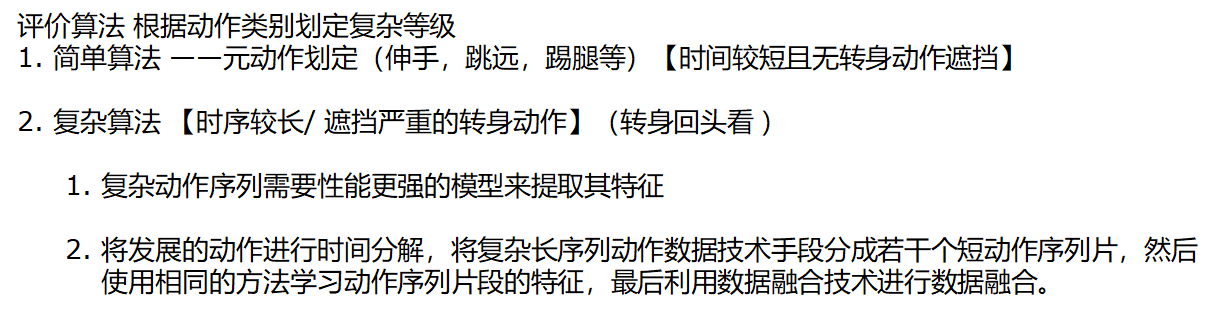 评价算法 根据动作类别划定复杂等级
1. 简单算法 ——元动作划定（伸手，跳远，踢腿等）【时间较短且无转身动作遮挡】
2. 复杂算法 【时序较长/ 遮挡严重的转身动作】（转身回头看 ）
1. 复杂动作序列需要性能更强的模型来提取其特征
2. 将发展的动作进行时间分解，将复杂长序列动作数据技术手段分成若干个短动作序列片，然后
使用相同的方法学习动作序列片段的特征，最后利用数据融合技术进行数据融合。